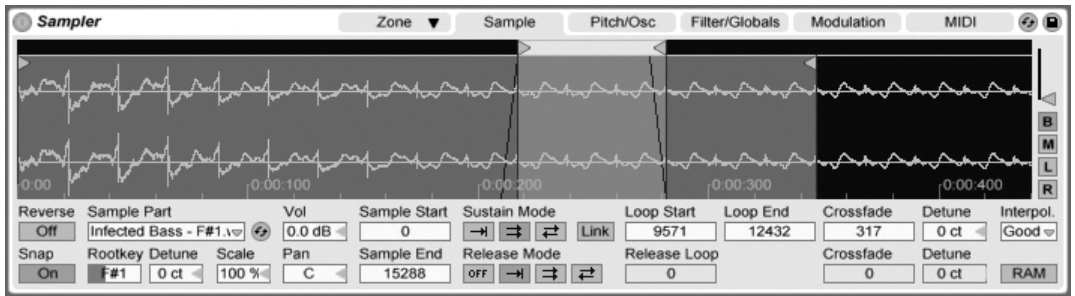 Sampler Zone Sample Pitch/Osc Filter/Globals Modulation MIDI
B
M
L
R
0:00 0:00:100 0:00:200 0:00:300 0:00:400
Reverse Sample Part Vol Sample Start Sustain Mode Loop Start Loop End Crossfade Detune Interpol.
Off Infected Bass - F#1.w 0.0 dB 0 Link 9571 12432 317 0 ct Good
Snap Rootkey Detune Scale Pan Sample End Release Mode Release Loop Crossfade Detune
On F#1 0 ct 100 % C 15288 OFF 0 0 0 ct RAM